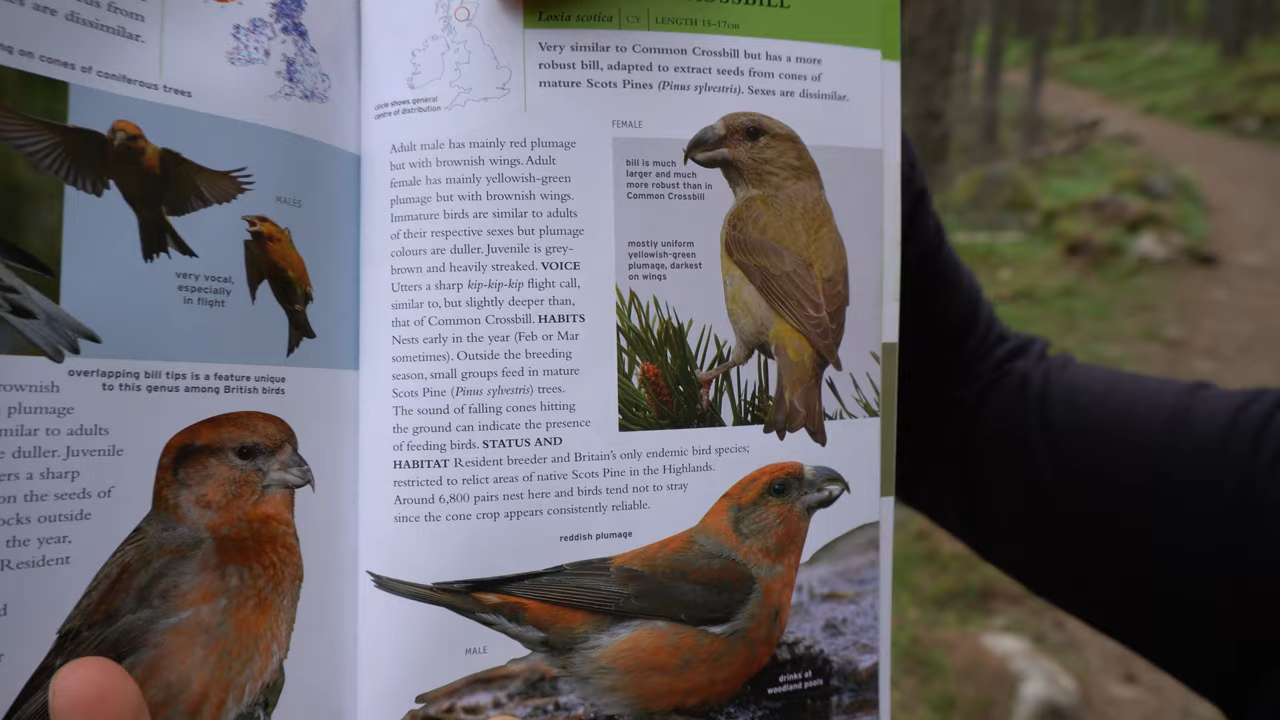 ds from
are dissimilar.
ng on cones of coniferous trees
MALES
very vocal,
especially
in flight
overlapping bill tips is a feature unique
to this genus among British birds
rownish
plumage
milar to adults
e duller. Juvenile
ers a sharp
on the seeds of
ocks outside
the year,
Resident
Loxia scotica | CY | LENGTH 15–17cm
circle shows general
centre of distribution
Very similar to Common Crossbill but has a more
robust bill, adapted to extract seeds from cones of
mature Scots Pines (Pinus sylvestris). Sexes are dissimilar.
Adult male has mainly red plumage
but with brownish wings. Adult
female has mainly yellowish-green
plumage but with brownish wings.
Immature birds are similar to adults
of their respective sexes but plumage
colours are duller. Juvenile is grey-
brown and heavily streaked. VOICE
Utters a sharp kip-kip-kip flight call,
similar to, but slightly deeper than,
that of Common Crossbill. HABITS
Nests early in the year (Feb or Mar
sometimes). Outside the breeding
season, small groups feed in mature
Scots Pine (Pinus sylvestris) trees.
The sound of falling cones hitting
the ground can indicate the presence
of feeding birds. STATUS AND
HABITAT Resident breeder and Britain's only endemic bird species;
restricted to relict areas of native Scots Pine in the Highlands.
Around 6,800 pairs nest here and birds tend not to stray
since the cone crop appears consistently reliable.
FEMALE
bill is much
larger and much
more robust than in
Common Crossbill
mostly uniform
yellowish-green
plumage, darkest
on wings
reddish plumage
MALE
drinks at
woodland pools